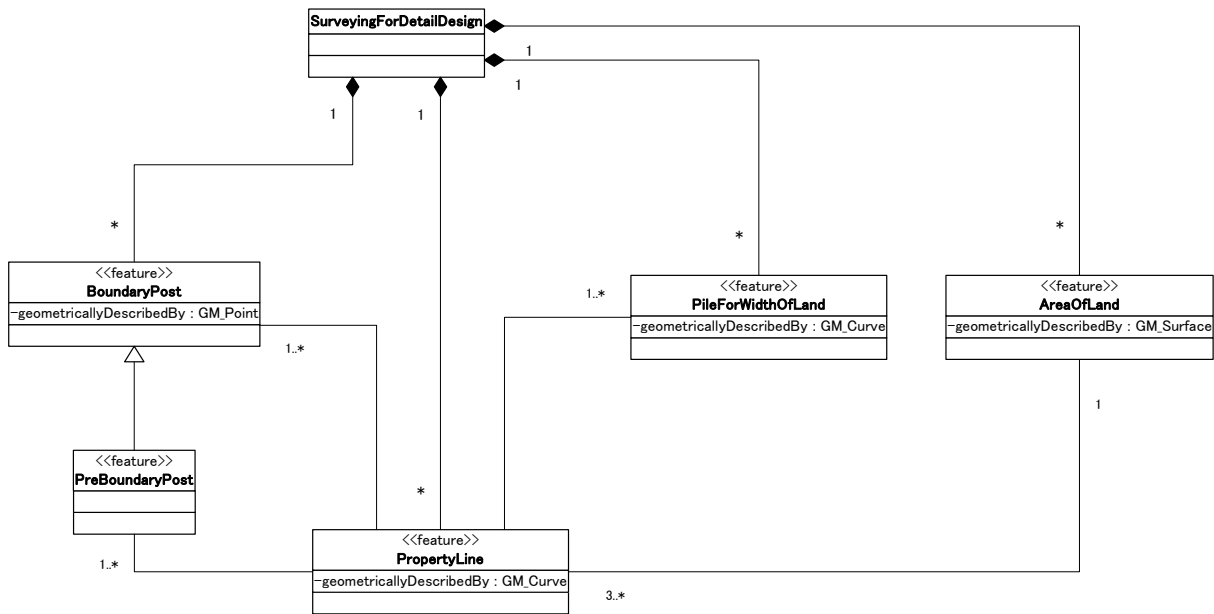 SurveyingForDetailDesign
1
1
1
1
*
*
*
<<feature>>
BoundaryPost
-geometricallyDescribedBy : GM_Point
1..*
<<feature>>
PileForWidthOfLand
-geometricallyDescribedBy : GM_Curve
<<feature>>
AreaOfLand
-geometricallyDescribedBy : GM_Surface
1..*
1
<<feature>>
PreBoundaryPost
*
1..*
<<feature>>
PropertyLine
-geometricallyDescribedBy : GM_Curve
3..*